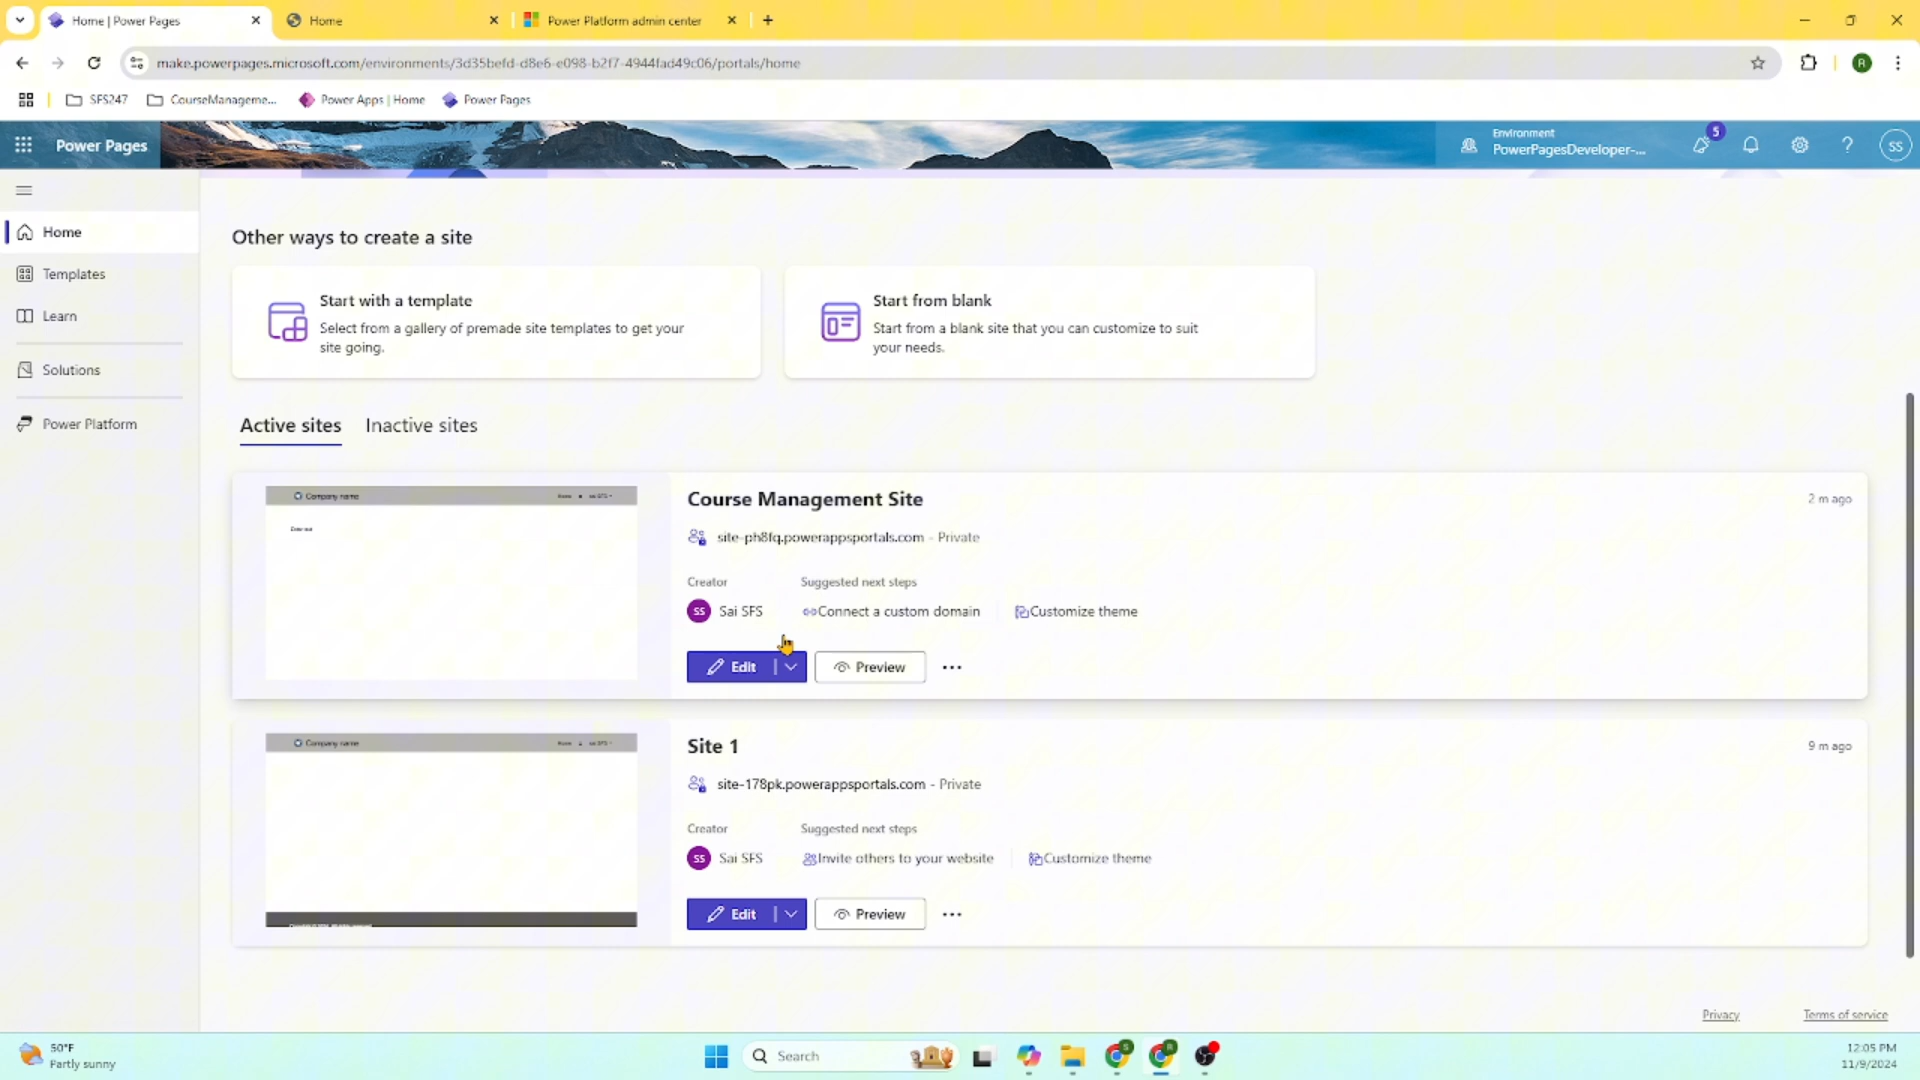 Home | Power Pages
Home
Power Platform admin center
make.powerpages.microsoft.com/environments/3d35befd-d8e6-e098-b2f7-4944fad49c06/portals/home
R
SFS247
CourseManageme...
Power Apps | Home
Power Pages
Power Pages
Environment
PowerPagesDeveloper-...
5
SS
Home
Templates
Learn
Solutions
Power Platform
Other ways to create a site
Start with a template
Select from a gallery of premade site templates to get your
site going.
Start from blank
Start from a blank site that you can customize to suit
your needs.
Active sites
Inactive sites
Company name
Home
Course Management Site
2 m ago
site-ph8fq.powerappsportals.com - Private
Creator
Suggested next steps
SS
Sai SFS
Connect a custom domain
Customize theme
Edit
Preview
Company name
Home
Site 1
9 m ago
site-178pk.powerappsportals.com - Private
Creator
Suggested next steps
SS
Sai SFS
Invite others to your website
Customize theme
Edit
Preview
Privacy
Terms of service
50°F
Partly sunny
Search
S
R
12:05 PM
11/9/2024